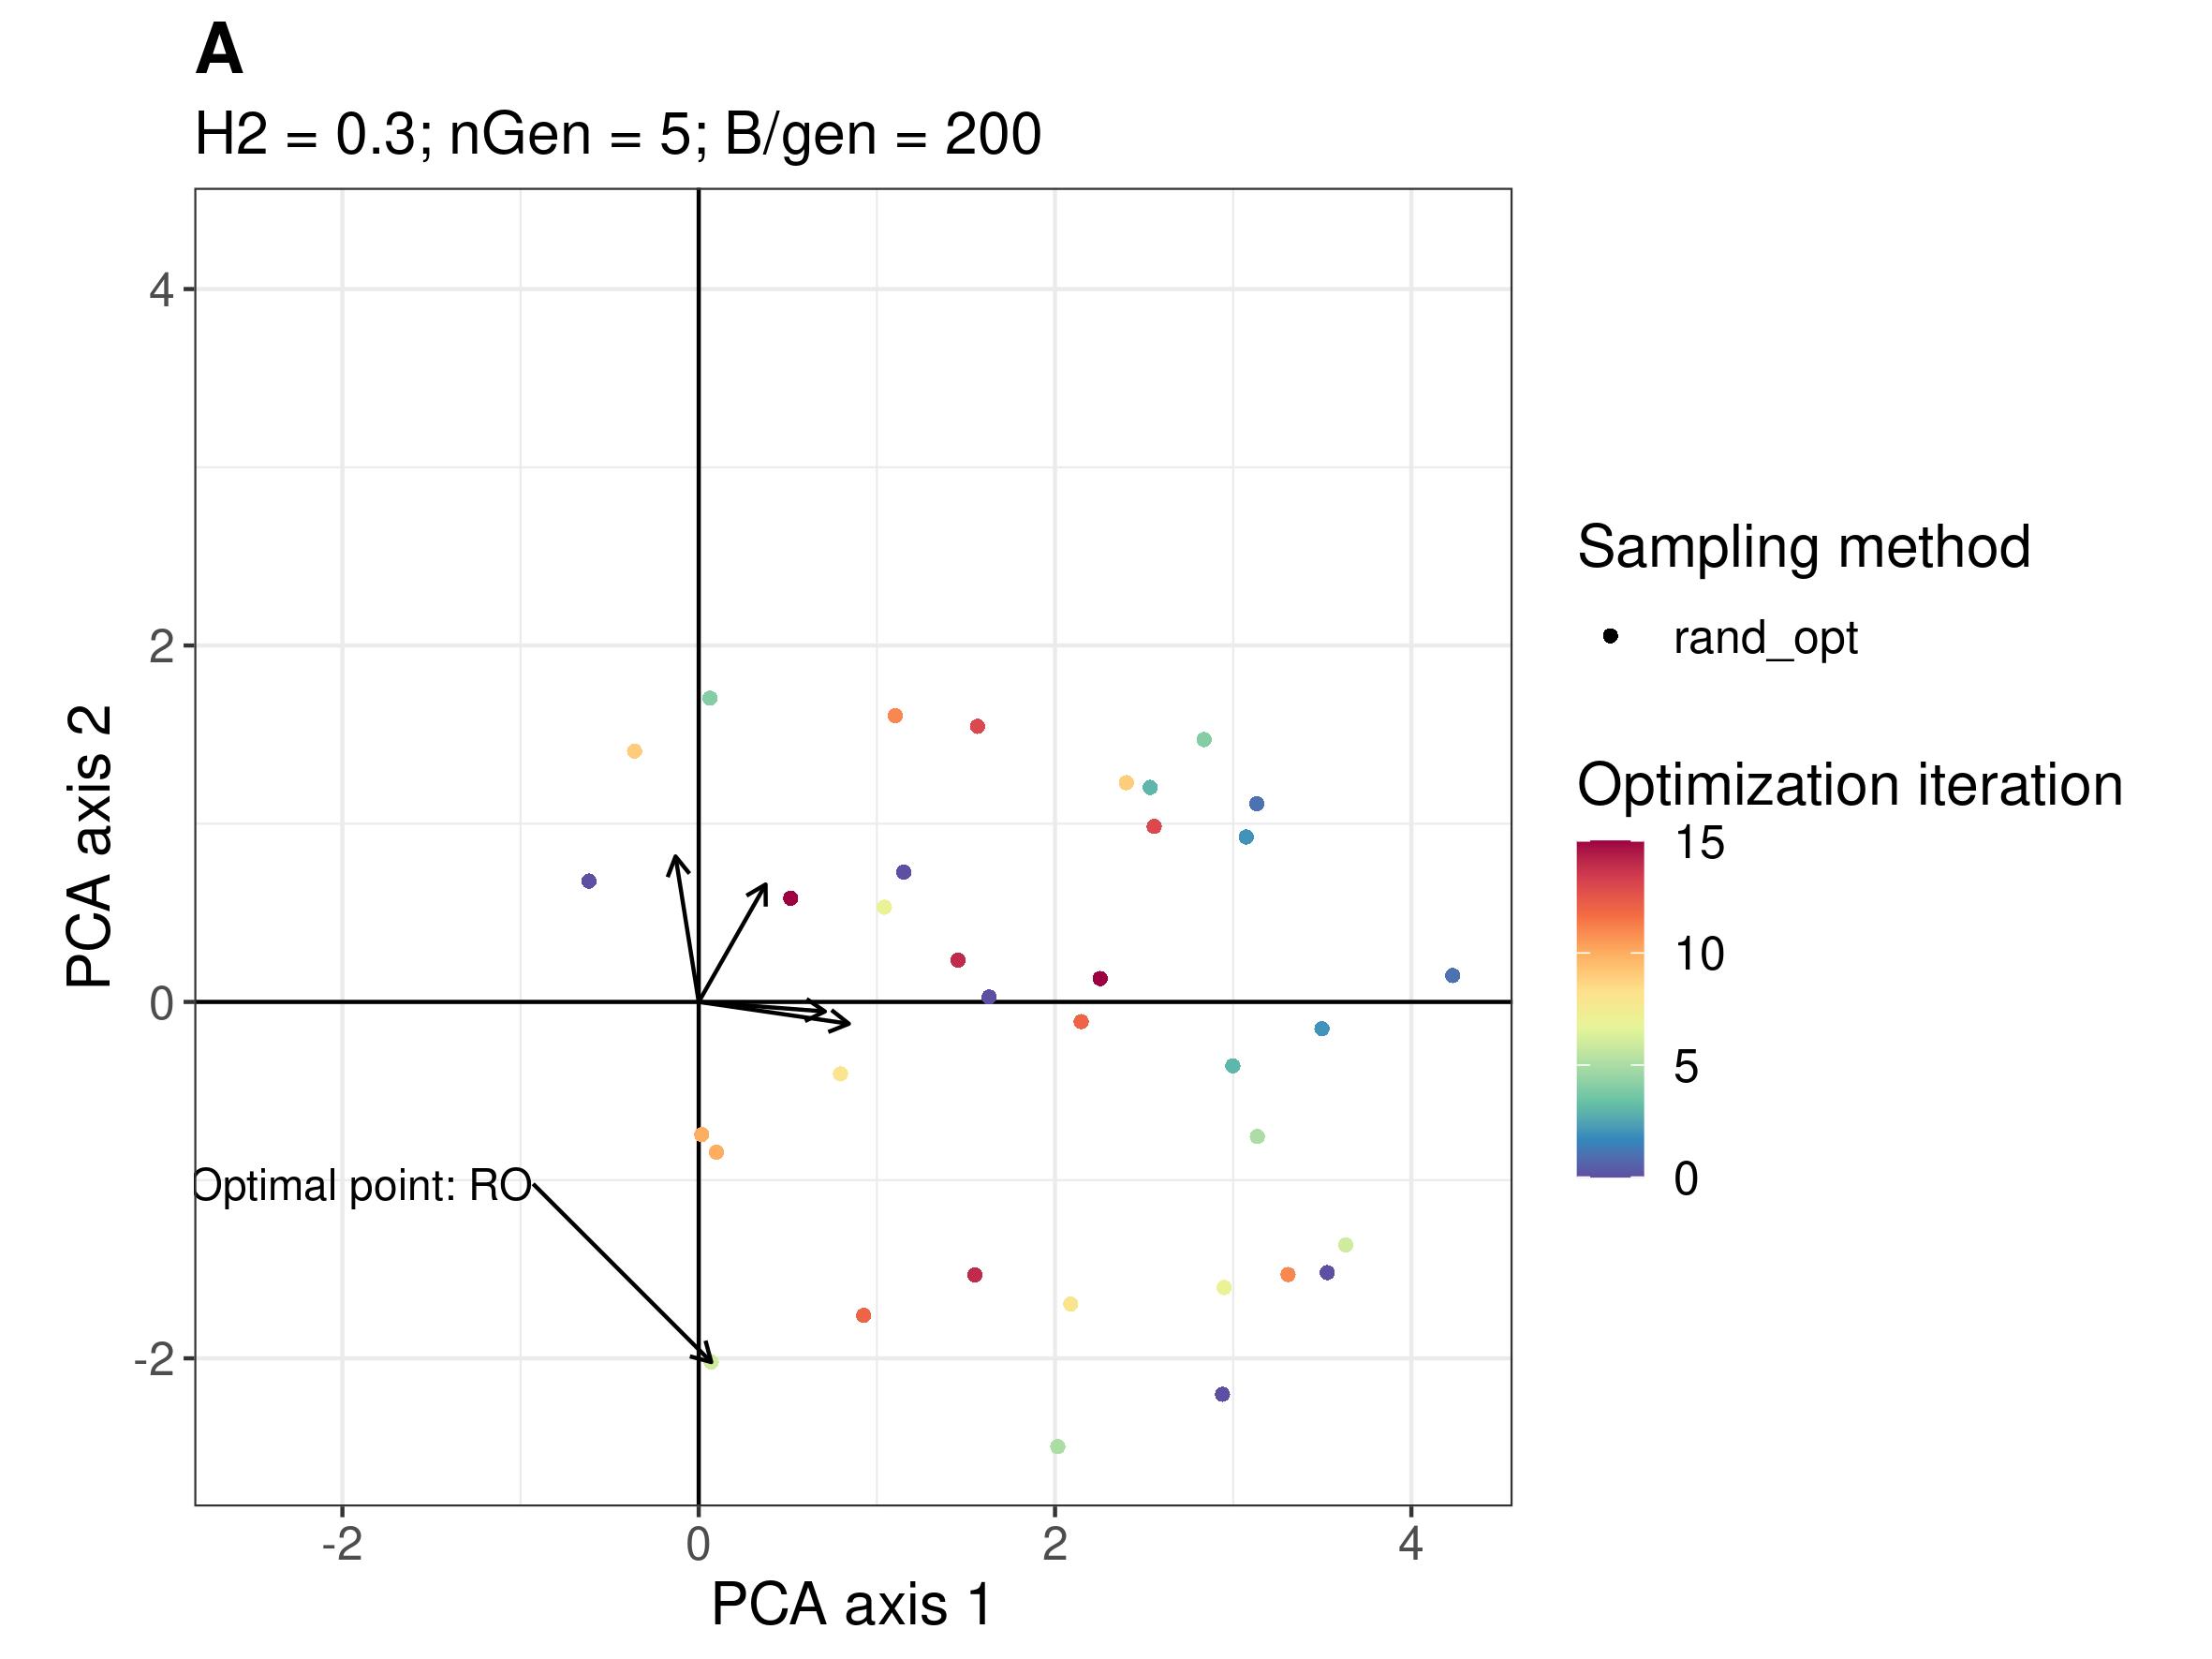 A
H2 = 0.3; nGen = 5; B/gen = 200
4
2
0
-2
PCA axis 2
Optimal point: RO
-2
0
2
4
PCA axis 1
Sampling method
rand_opt
Optimization iteration
15
10
5
0